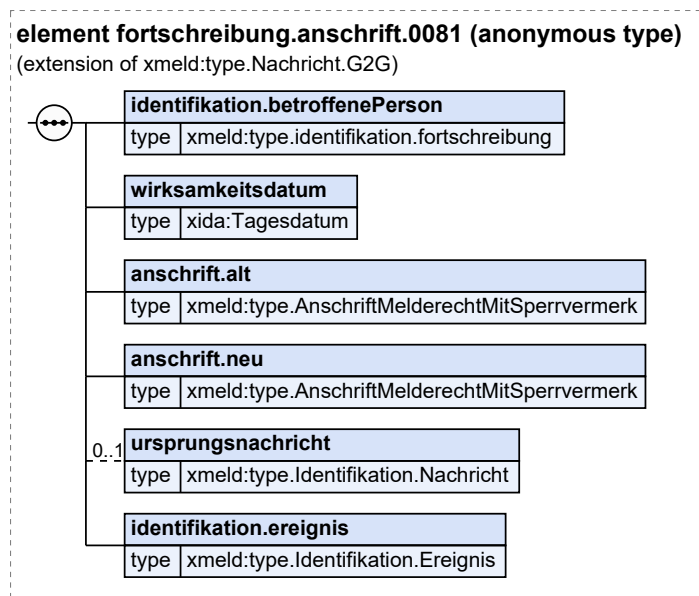 element fortschreibung.anschrift.0081 (anonymous type)
(extension of xmeld:type.Nachricht.G2G)
identifikation.betroffenePerson
type xmeld:type.identifikation.fortschreibung
wirksamkeitsdatum
type xida:Tagesdatum
anschrift.alt
type xmeld:type.AnschriftMelderechtMitSperrvermerk
anschrift.neu
type xmeld:type.AnschriftMelderechtMitSperrvermerk
0..1 ursprungsnachricht
type xmeld:type.Identifikation.Nachricht
identifikation.ereignis
type xmeld:type.Identifikation.Ereignis